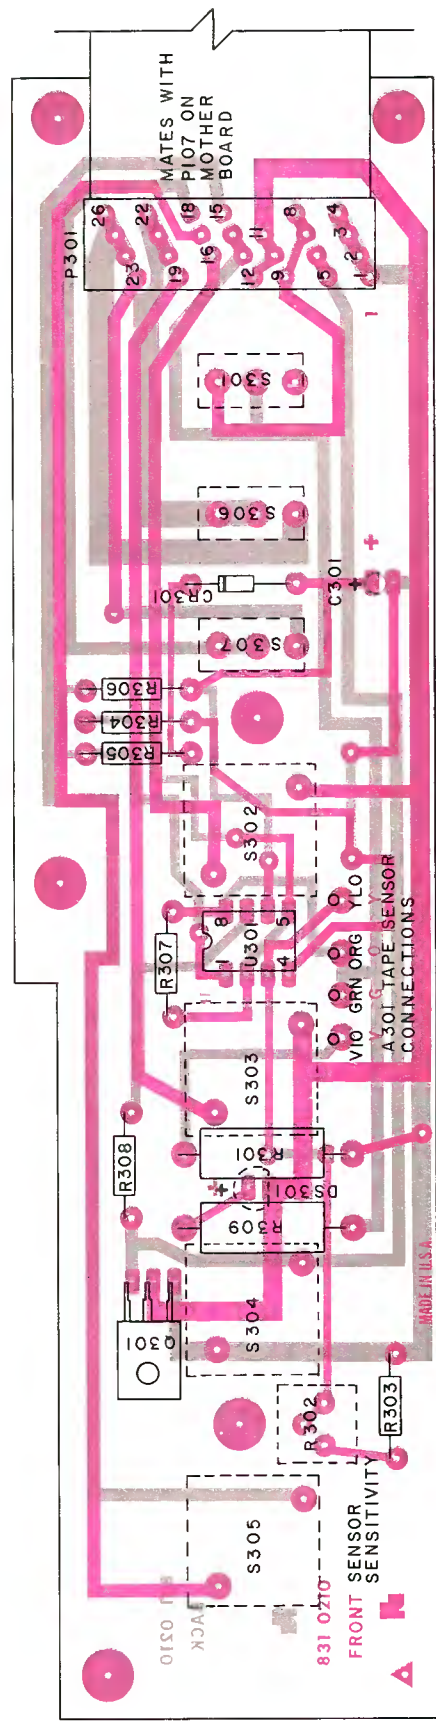 MATES WITH
P107 ON
MOTHER
BOARD
P301
26
23
22
19
18
15
16
12
11
9
8
5
4
3
2
1
−
S301
S306
+
CR301
C301
+
S307
R306
R304
R305
S302
R307
8
5
1
4
U301
VIO GRN ORG YLO
V G O Y
A301 TAPE SENSOR
CONNECTIONS
S303
R308
R301
+
DS301
R309
Q301
S304
MADE IN U.S.A.
R302
R303
S305
FRONT SENSOR
SENSITIVITY
831 0210
0210
ACK